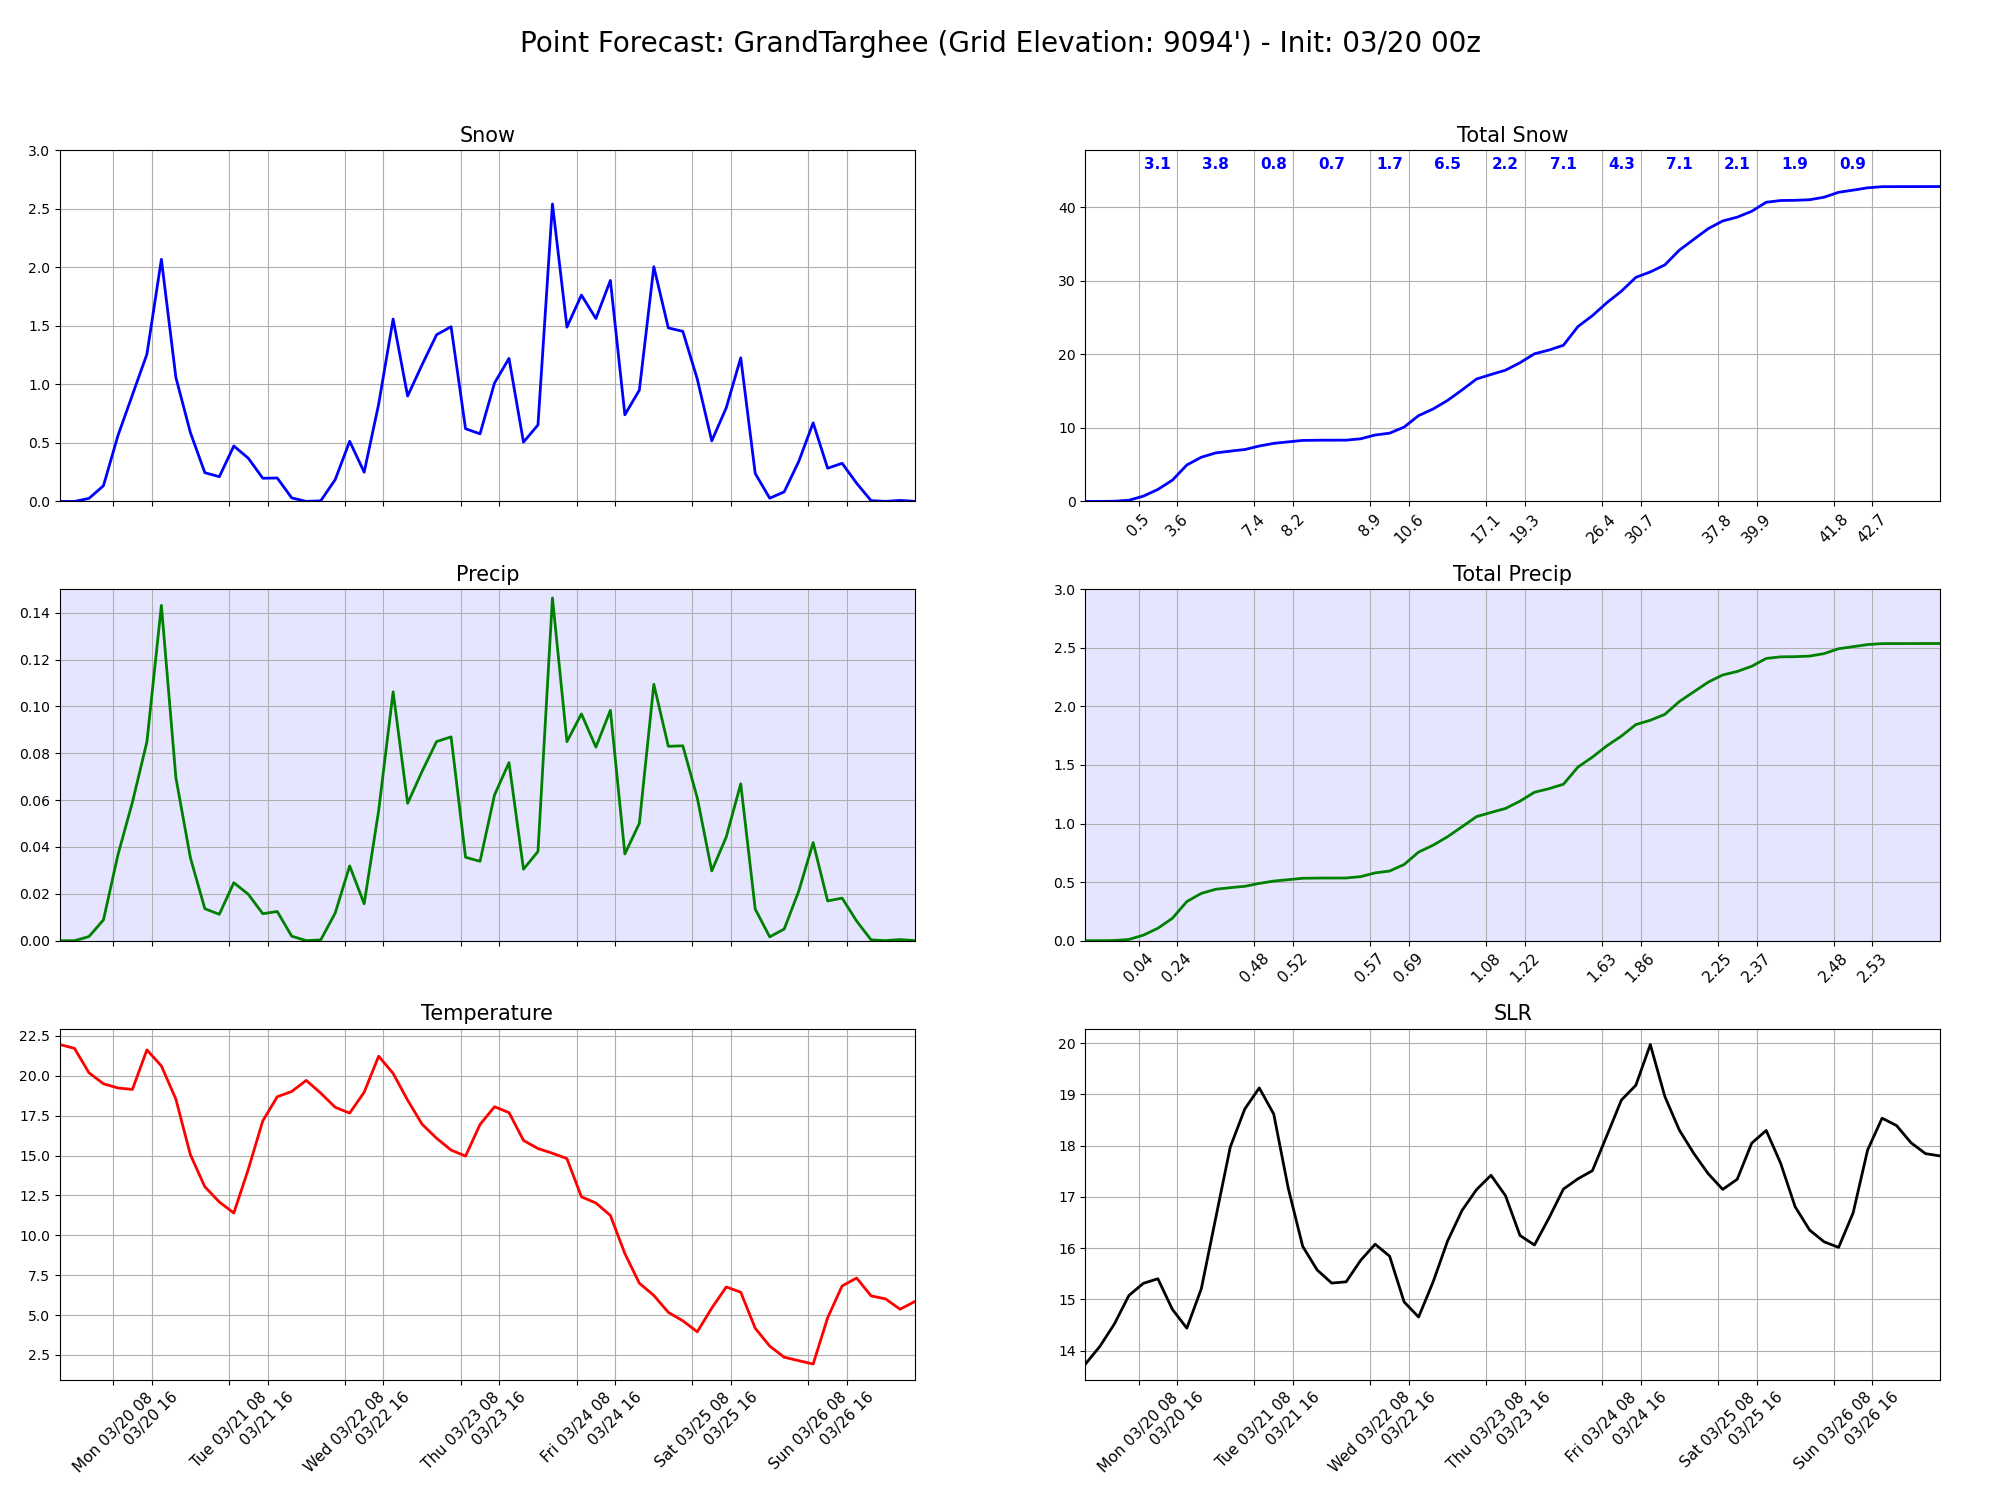 Point Forecast: GrandTarghee (Grid Elevation: 9094') - Init: 03/20 00z
Snow
3.0
2.5
2.0
1.5
1.0
0.5
0.0
Total Snow
3.1 3.8 0.8 0.7 1.7 6.5 2.2 7.1 4.3 7.1 2.1 1.9 0.9
40
30
20
10
0
0.5 3.6 7.4 8.2 8.9 10.6 17.1 19.3 26.4 30.7 37.8 39.9 41.8 42.7
Precip
0.14
0.12
0.10
0.08
0.06
0.04
0.02
0.00
Total Precip
3.0
2.5
2.0
1.5
1.0
0.5
0.0
0.04 0.24 0.48 0.52 0.57 0.69 1.08 1.22 1.63 1.86 2.25 2.37 2.48 2.53
Temperature
22.5
20.0
17.5
15.0
12.5
10.0
7.5
5.0
2.5
Mon 03/20 08
03/20 16
Tue 03/21 08
03/21 16
Wed 03/22 08
03/22 16
Thu 03/23 08
03/23 16
Fri 03/24 08
03/24 16
Sat 03/25 08
03/25 16
Sun 03/26 08
03/26 16
SLR
20
19
18
17
16
15
14
Mon 03/20 08
03/20 16
Tue 03/21 08
03/21 16
Wed 03/22 08
03/22 16
Thu 03/23 08
03/23 16
Fri 03/24 08
03/24 16
Sat 03/25 08
03/25 16
Sun 03/26 08
03/26 16